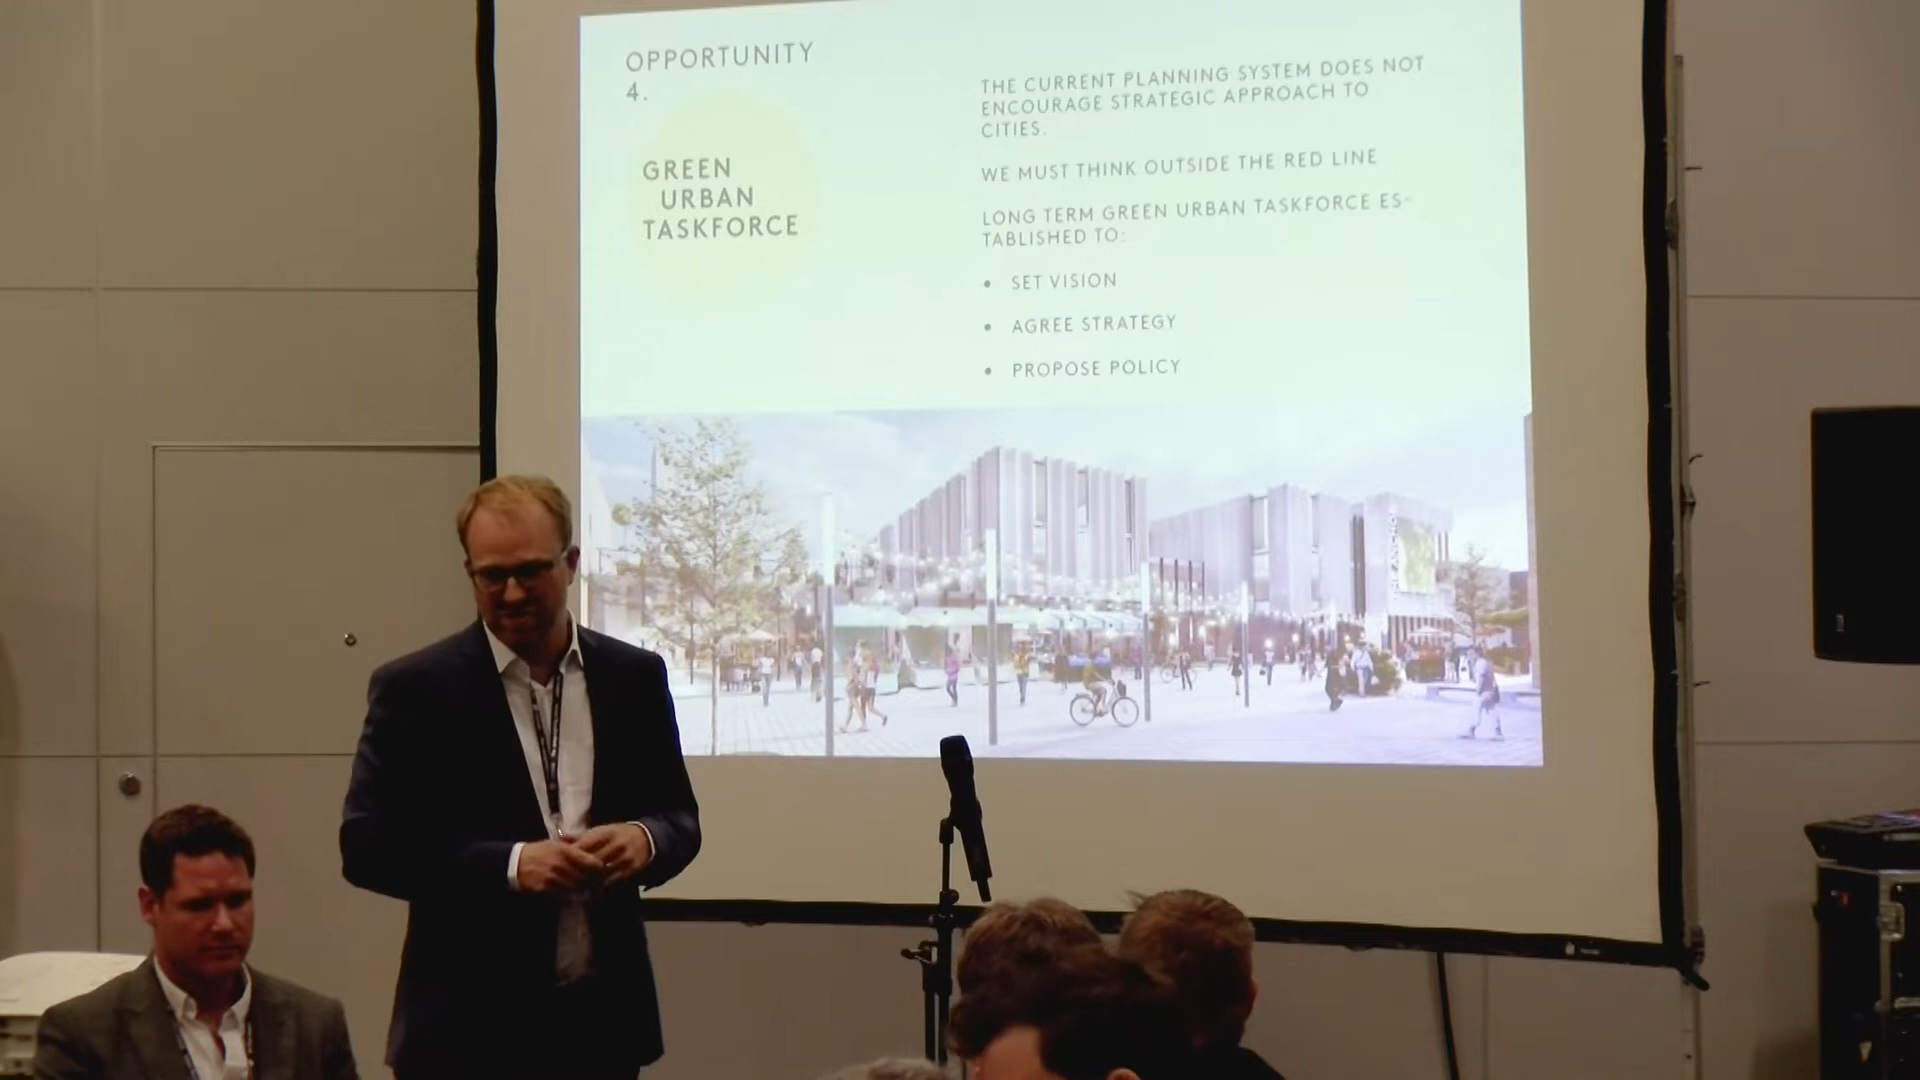 OPPORTUNITY
4.
GREEN
URBAN
TASKFORCE
THE CURRENT PLANNING SYSTEM DOES NOT
ENCOURAGE STRATEGIC APPROACH TO
CITIES.
WE MUST THINK OUTSIDE THE RED LINE
LONG TERM GREEN URBAN TASKFORCE ES-
TABLISHED TO:
• SET VISION
• AGREE STRATEGY
• PROPOSE POLICY